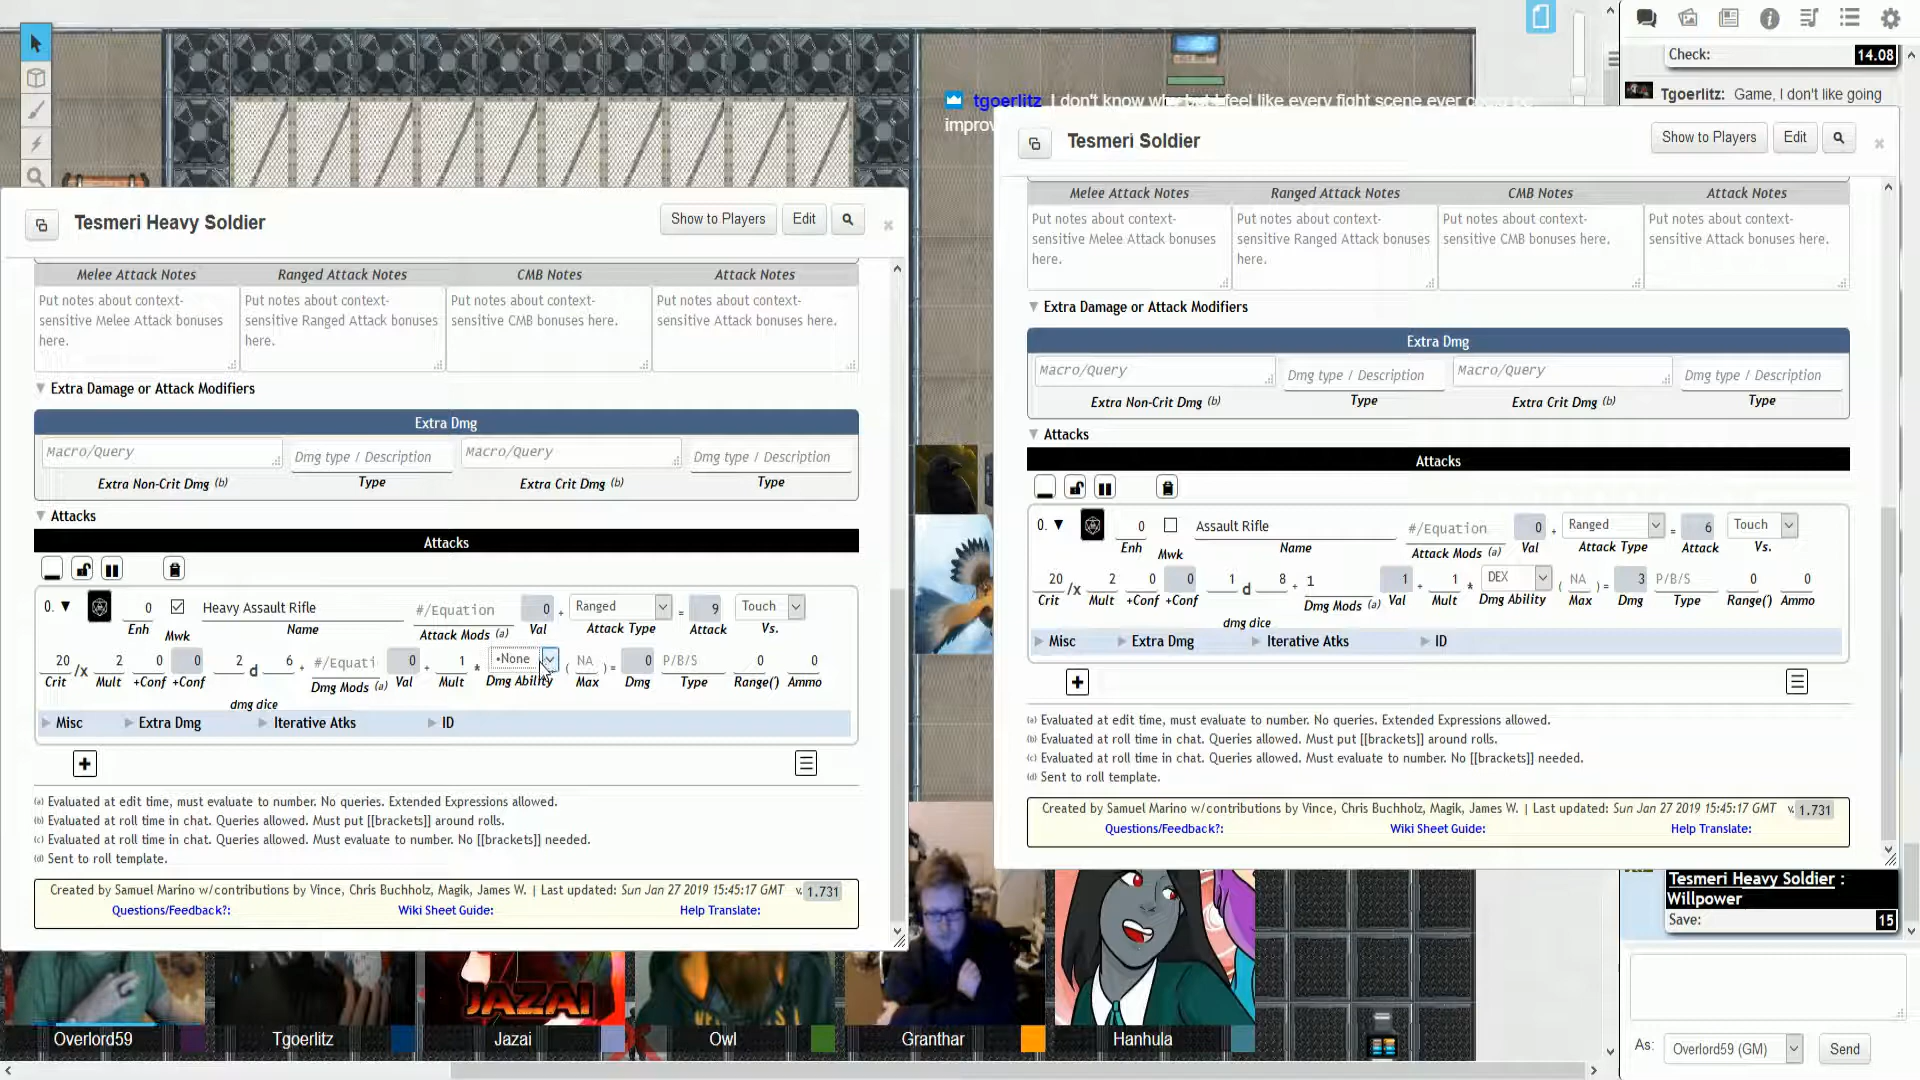 Check:
14.08
Tgoerlitz: Game, I don't like going
tgoerlitz I don't know why but I feel like every fight scene ever could be
improv
Tesmeri Soldier
Show to Players
Edit
Melee Attack Notes
Ranged Attack Notes
CMB Notes
Attack Notes
Put notes about context-
sensitive Melee Attack bonuses
here.
Put notes about context-
sensitive Ranged Attack bonuses
here.
Put notes about context-
sensitive CMB bonuses here.
Put notes about context-
sensitive Attack bonuses here.
Extra Damage or Attack Modifiers
Extra Dmg
Macro/Query
Dmg type / Description
Macro/Query
Dmg type / Description
Extra Non-Crit Dmg (b)
Type
Extra Crit Dmg (b)
Type
Attacks
Attacks
0. 0 Assault Rifle #/Equation 0 + Ranged = 6 Touch
Enh Mwk Name Attack Mods (a) Val Attack Type Attack Vs.
20 /x 2 0 0 1 d 8 + 1 1 + 1 * DEX ( NA ) = 3 P/B/S 0 0
Crit Mult +Conf +Conf Dmg Mods (a) Val Mult Dmg Ability Max Dmg Type Range(') Ammo
dmg dice
Misc Extra Dmg Iterative Atks ID
(a) Evaluated at edit time, must evaluate to number. No queries. Extended Expressions allowed.
(b) Evaluated at roll time in chat. Queries allowed. Must put [[brackets]] around rolls.
(c) Evaluated at roll time in chat. Queries allowed. Must evaluate to number. No [[brackets]] needed.
(d) Sent to roll template.
Created by Samuel Marino w/contributions by Vince, Chris Buchholz, Magik, James W. | Last updated: Sun Jan 27 2019 15:45:17 GMT v. 1.731
Questions/Feedback?: Wiki Sheet Guide: Help Translate:
Tesmeri Heavy Soldier
Show to Players
Edit
Melee Attack Notes
Ranged Attack Notes
CMB Notes
Attack Notes
Put notes about context-
sensitive Melee Attack bonuses
here.
Put notes about context-
sensitive Ranged Attack bonuses
here.
Put notes about context-
sensitive CMB bonuses here.
Put notes about context-
sensitive Attack bonuses here.
Extra Damage or Attack Modifiers
Extra Dmg
Macro/Query
Dmg type / Description
Macro/Query
Dmg type / Description
Extra Non-Crit Dmg (b)
Type
Extra Crit Dmg (b)
Type
Attacks
Attacks
0. 0 Heavy Assault Rifle #/Equation 0 + Ranged = 9 Touch
Enh Mwk Name Attack Mods (a) Val Attack Type Attack Vs.
20 /x 2 0 0 2 d 6 + #/Equati 0 + 1 * •None ( NA ) = 0 P/B/S 0 0
Crit Mult +Conf +Conf Dmg Mods (a) Val Mult Dmg Ability Max Dmg Type Range(') Ammo
dmg dice
Misc Extra Dmg Iterative Atks ID
(a) Evaluated at edit time, must evaluate to number. No queries. Extended Expressions allowed.
(b) Evaluated at roll time in chat. Queries allowed. Must put [[brackets]] around rolls.
(c) Evaluated at roll time in chat. Queries allowed. Must evaluate to number. No [[brackets]] needed.
(d) Sent to roll template.
Created by Samuel Marino w/contributions by Vince, Chris Buchholz, Magik, James W. | Last updated: Sun Jan 27 2019 15:45:17 GMT v. 1.731
Questions/Feedback?: Wiki Sheet Guide: Help Translate:
Tesmeri Heavy Soldier :
Willpower
Save: 15
JAZAI
Overlord59
Tgoerlitz
Jazai
Owl
Granthar
Hanhula
As: Overlord59 (GM) Send